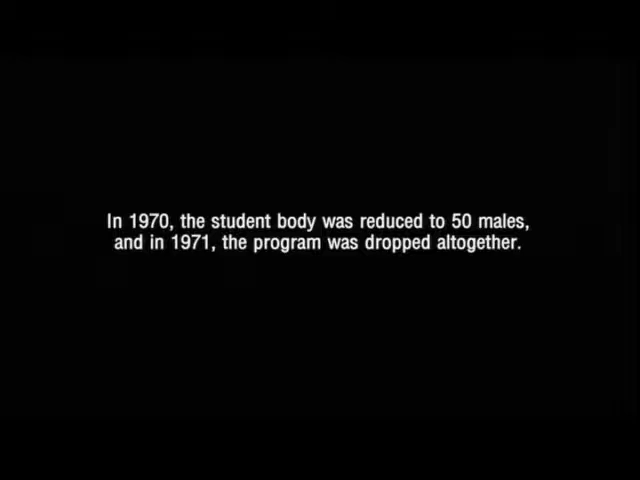 In 1970, the student body was reduced to 50 males,
and in 1971, the program was dropped altogether.